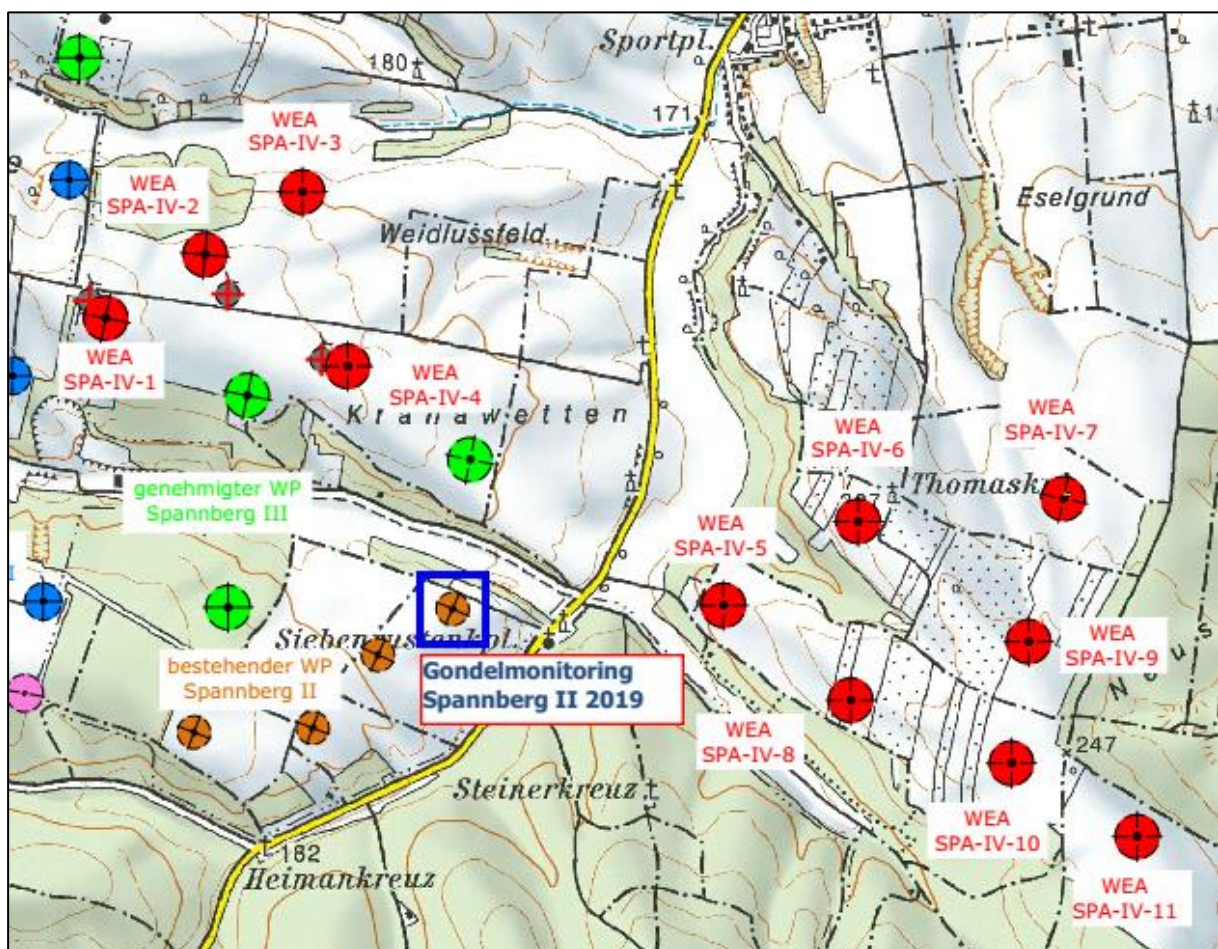 Sportpl.
180
WEA
SPA-IV-3
171
WEA
SPA-IV-2
Eselgrund
Weidlussfeld
WEA
SPA-IV-1
WEA
SPA-IV-4
Kranawetten
WEA
SPA-IV-6
WEA
SPA-IV-7
genehmigter WP
Spannberg III
WEA
SPA-IV-5
bestehender WP
Spannberg II
Gondelmonitoring
Spannberg II 2019
WEA
SPA-IV-9
WEA
SPA-IV-8
247
Steinerkreuz
WEA
SPA-IV-10
182
Heimankreuz
WEA
SPA-IV-11